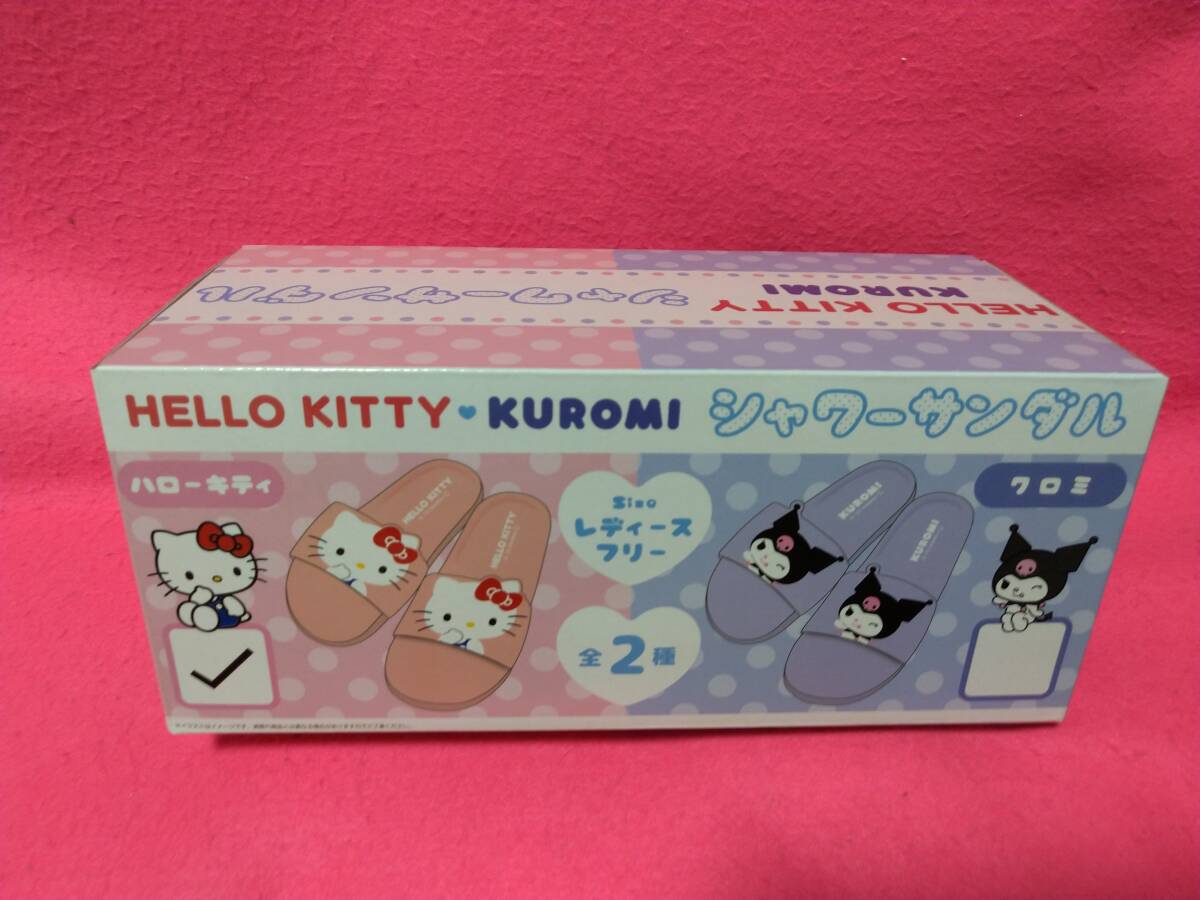 シャワーサンダル
HELLO KITTY
KUROMI
HELLO KITTY KUROMI シャワーサンダル
ハローキティ
クロミ
Size
レディース
フリー
全2種
HELLO KITTY
HELLO KITTY
KUROMI
KUROMI